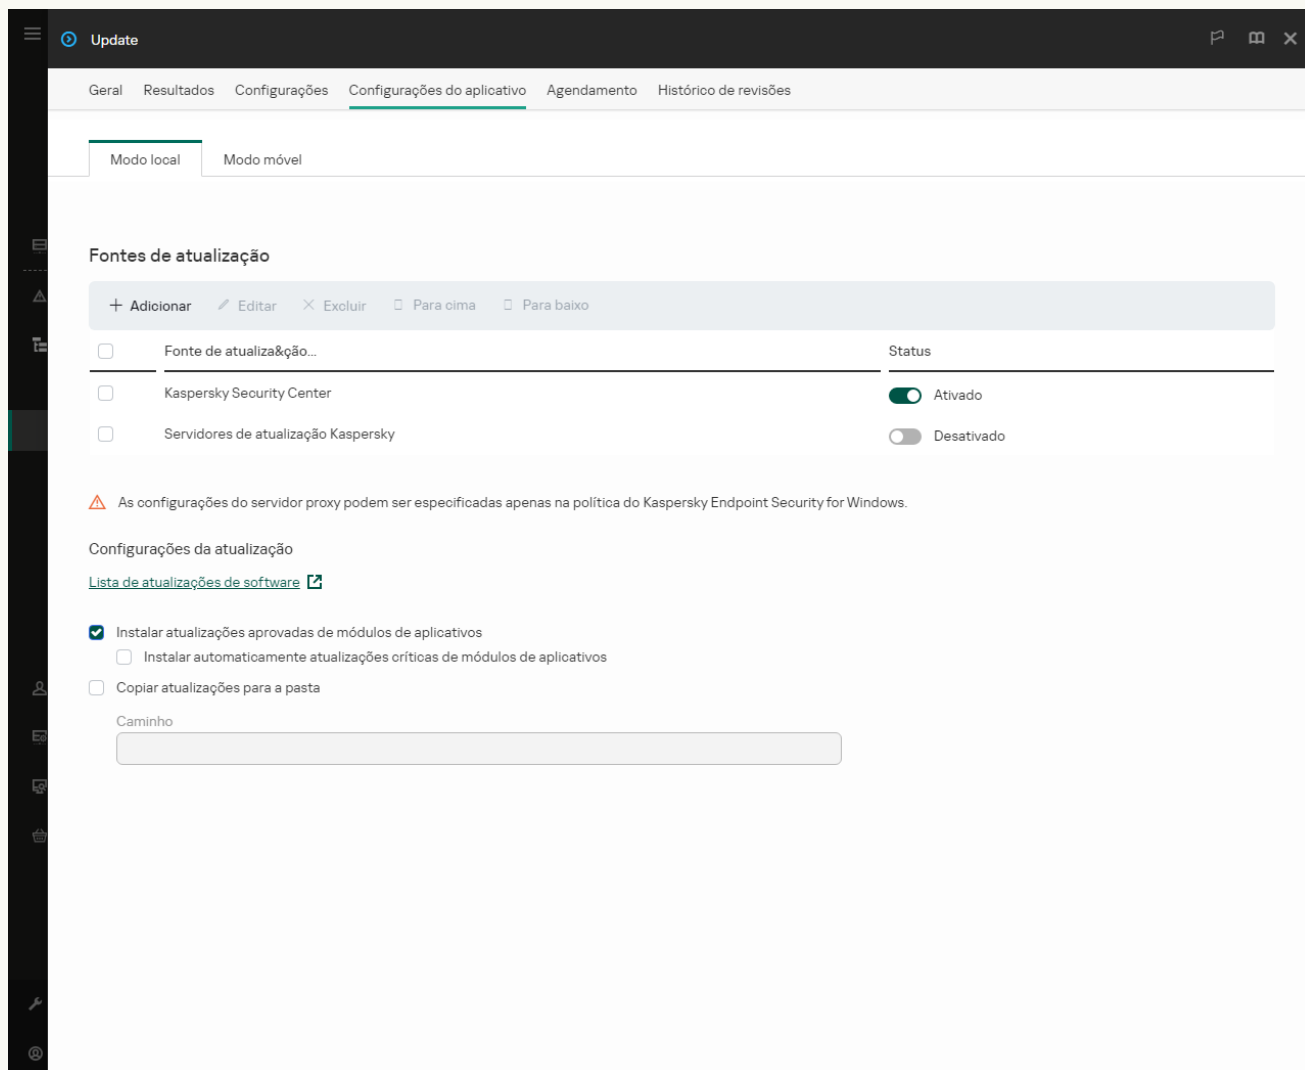 Update
Geral Resultados Configurações Configurações do aplicativo Agendamento Histórico de revisões
Modo local Modo móvel
Fontes de atualização
Adicionar Editar Excluir Para cima Para baixo
Fonte de atualiza&ção... Status
Kaspersky Security Center Ativado
Servidores de atualização Kaspersky Desativado
As configurações do servidor proxy podem ser especificadas apenas na política do Kaspersky Endpoint Security for Windows.
Configurações da atualização
Lista de atualizações de software
Instalar atualizações aprovadas de módulos de aplicativos
Instalar automaticamente atualizações críticas de módulos de aplicativos
Copiar atualizações para a pasta
Caminho